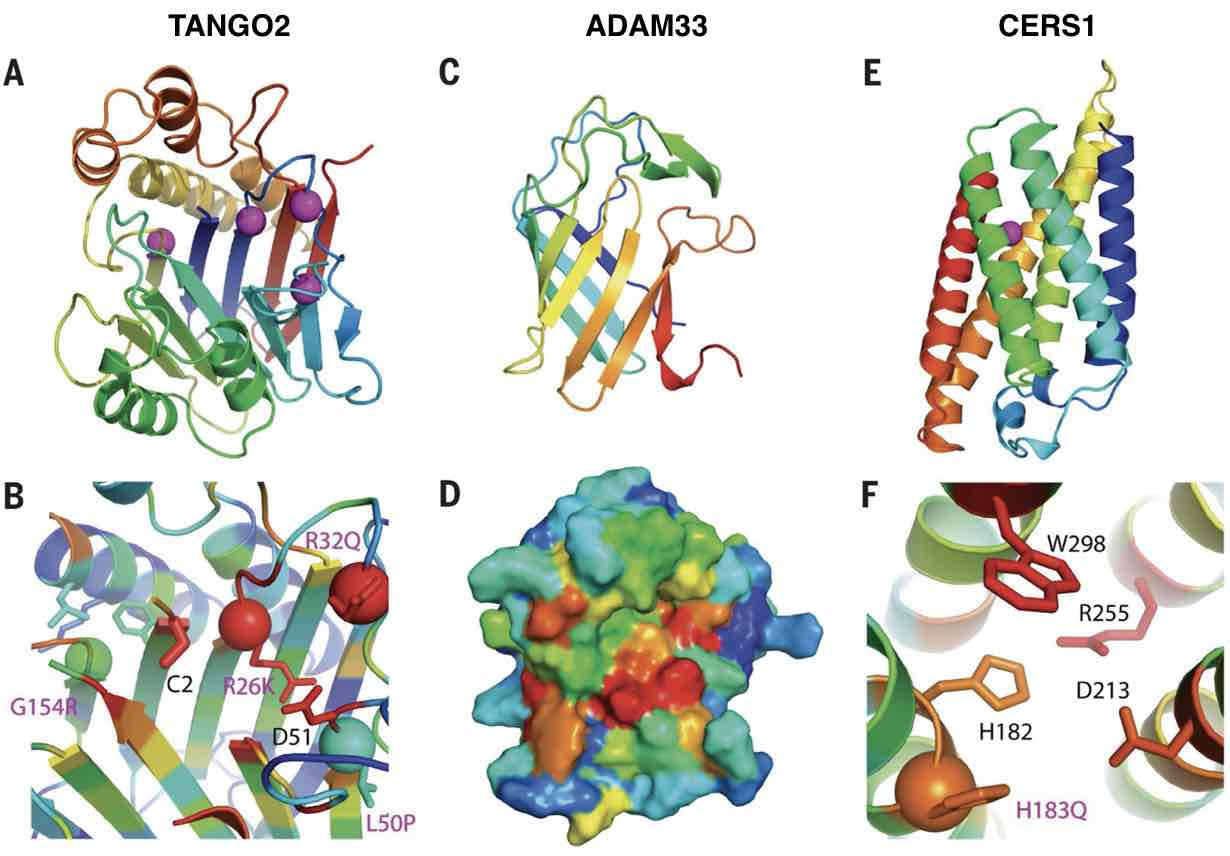 TANGO2
ADAM33
CERS1
A
C
E
B
D
F
R32Q
C2
R26K
G154R
D51
L50P
W298
R255
D213
H182
H183Q